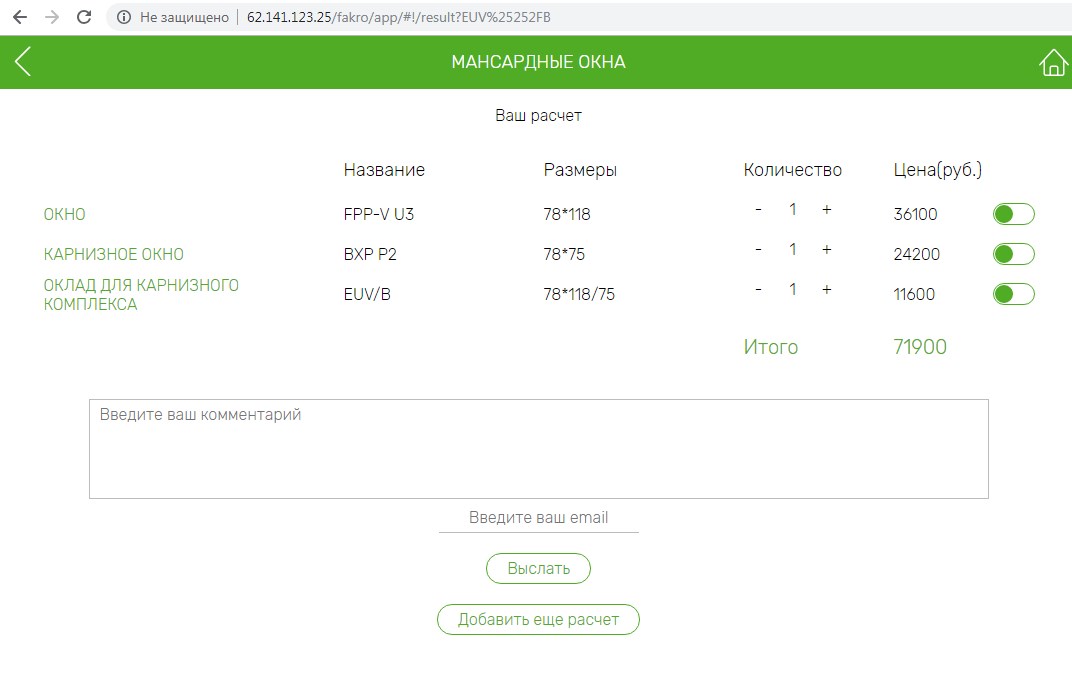 Не защищено 62.141.123.25/fakro/app/#!/result?EUV%25252FB
МАНСАРДНЫЕ ОКНА
Ваш расчет
Название Размеры Количество Цена(руб.)
ОКНО FPP-V U3 78*118 - 1 + 36100
КАРНИЗНОЕ ОКНО BXP P2 78*75 - 1 + 24200
ОКЛАД ДЛЯ КАРНИЗНОГО
КОМПЛЕКСА EUV/B 78*118/75 - 1 + 11600
Итого 71900
Введите ваш комментарий
Введите ваш email
Выслать
Добавить еще расчет